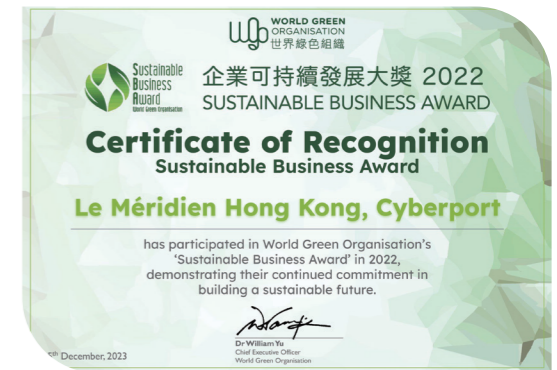 WORLD GREEN
ORGANISATION
世界綠色組織
Sustainable
Business
Award
World Green Organisation
企業可持續發展大獎 2022
SUSTAINABLE BUSINESS AWARD
Certificate of Recognition
Sustainable Business Award
Le Méridien Hong Kong, Cyberport
has participated in World Green Organisation's
'Sustainable Business Award' in 2022,
demonstrating their continued commitment in
building a sustainable future.
Dr William Yu
Chief Executive Officer
World Green Organisation
December, 2023